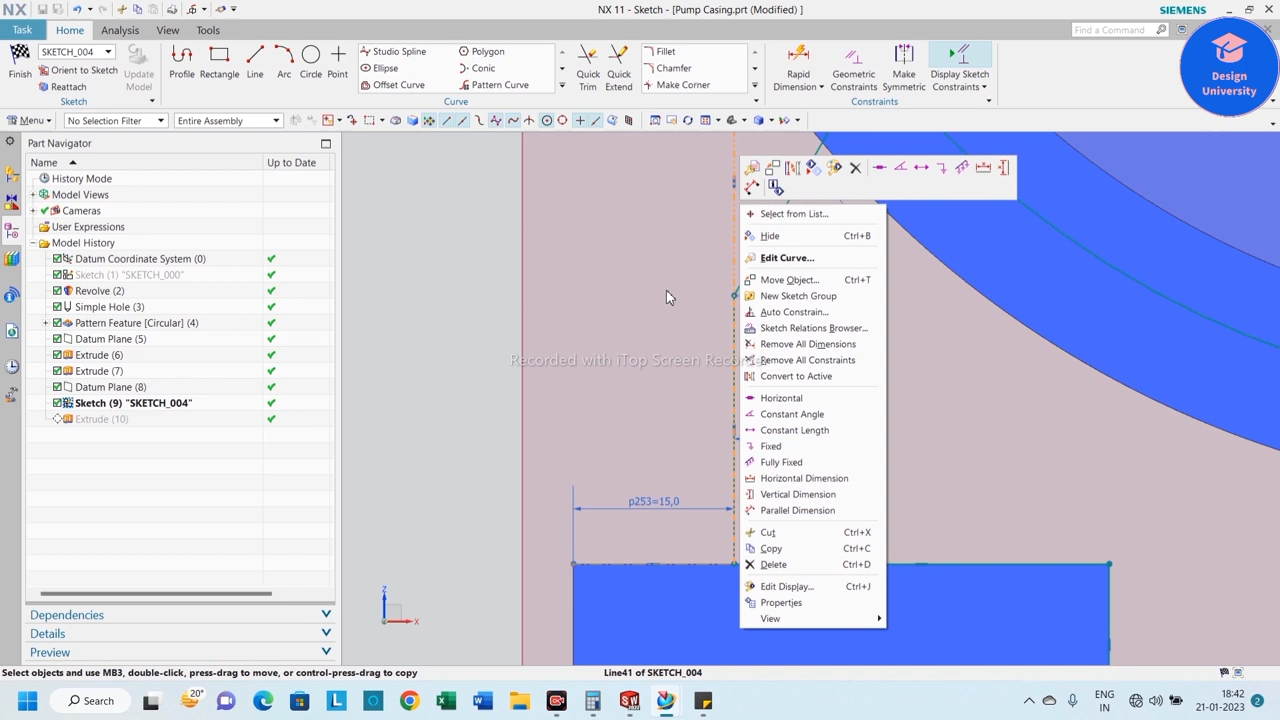 NX
NX 11 - Sketch - [Pump Casing.prt (Modified) ]
SIEMENS
Task
Home
Analysis
View
Tools
Find a Command
SKETCH_004
Finish
Orient to Sketch
Reattach
Update
Model
Sketch
Profile
Rectangle
Line
Arc
Circle
Point
Studio Spline
Polygon
Ellipse
Conic
Offset Curve
Pattern Curve
Quick
Trim
Quick
Extend
Fillet
Chamfer
Make Corner
Curve
Rapid
Dimension
Geometric
Constraints
Make
Symmetric
Display Sketch
Constraints
Constraints
Design
University
Menu
No Selection Filter
Entire Assembly
Part Navigator
Name
Up to Date
History Mode
Model Views
Cameras
User Expressions
Model History
Datum Coordinate System (0)
Sketch (1) "SKETCH_000"
Revolve (2)
Simple Hole (3)
Pattern Feature [Circular] (4)
Datum Plane (5)
Extrude (6)
Extrude (7)
Datum Plane (8)
Sketch (9) "SKETCH_004"
Extrude (10)
Dependencies
Details
Preview
Select from List...
Hide Ctrl+B
Edit Curve...
Move Object... Ctrl+T
New Sketch Group
Auto Constrain...
Sketch Relations Browser...
Remove All Dimensions
Remove All Constraints
Convert to Active
Horizontal
Constant Angle
Constant Length
Fixed
Fully Fixed
Horizontal Dimension
Vertical Dimension
Parallel Dimension
Cut Ctrl+X
Copy Ctrl+C
Delete Ctrl+D
Edit Display... Ctrl+J
Properties
View
Recorded with iTop Screen Recorder
p253=15,0
Z
X
Select objects and use MB3, double-click, press-drag to move, or control-press-drag to copy
Line41 of SKETCH_004
Search
20°
ENG
IN
18:42
21-01-2023
2